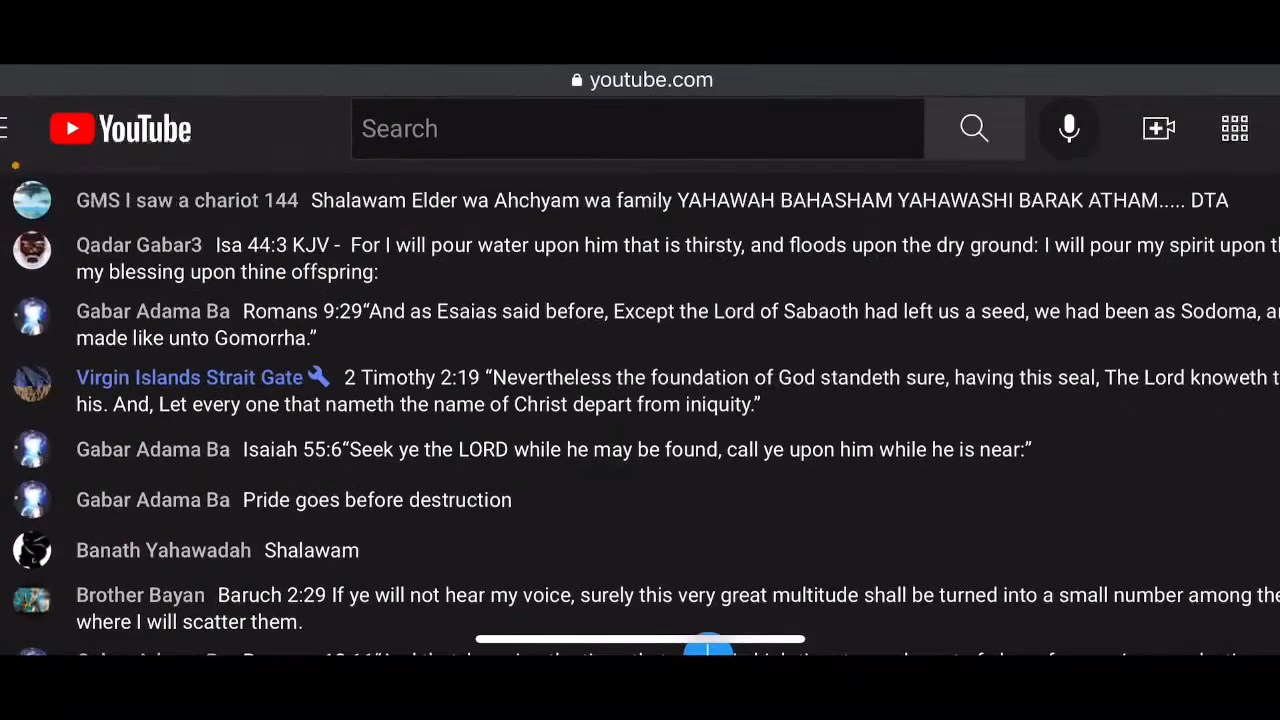 youtube.com
YouTube
Search
GMS I saw a chariot 144 Shalawam Elder wa Ahchyam wa family YAHAWAH BAHASHAM YAHAWASHI BARAK ATHAM..... DTA
Qadar Gabar3 Isa 44:3 KJV - For I will pour water upon him that is thirsty, and floods upon the dry ground: I will pour my spirit upon
my blessing upon thine offspring:
Gabar Adama Ba Romans 9:29“And as Esaias said before, Except the Lord of Sabaoth had left us a seed, we had been as Sodoma,
made like unto Gomorrha.”
Virgin Islands Strait Gate 2 Timothy 2:19 “Nevertheless the foundation of God standeth sure, having this seal, The Lord knoweth
his. And, Let every one that nameth the name of Christ depart from iniquity.”
Gabar Adama Ba Isaiah 55:6“Seek ye the LORD while he may be found, call ye upon him while he is near:”
Gabar Adama Ba Pride goes before destruction
Banath Yahawadah Shalawam
Brother Bayan Baruch 2:29 If ye will not hear my voice, surely this very great multitude shall be turned into a small number among
where I will scatter them.